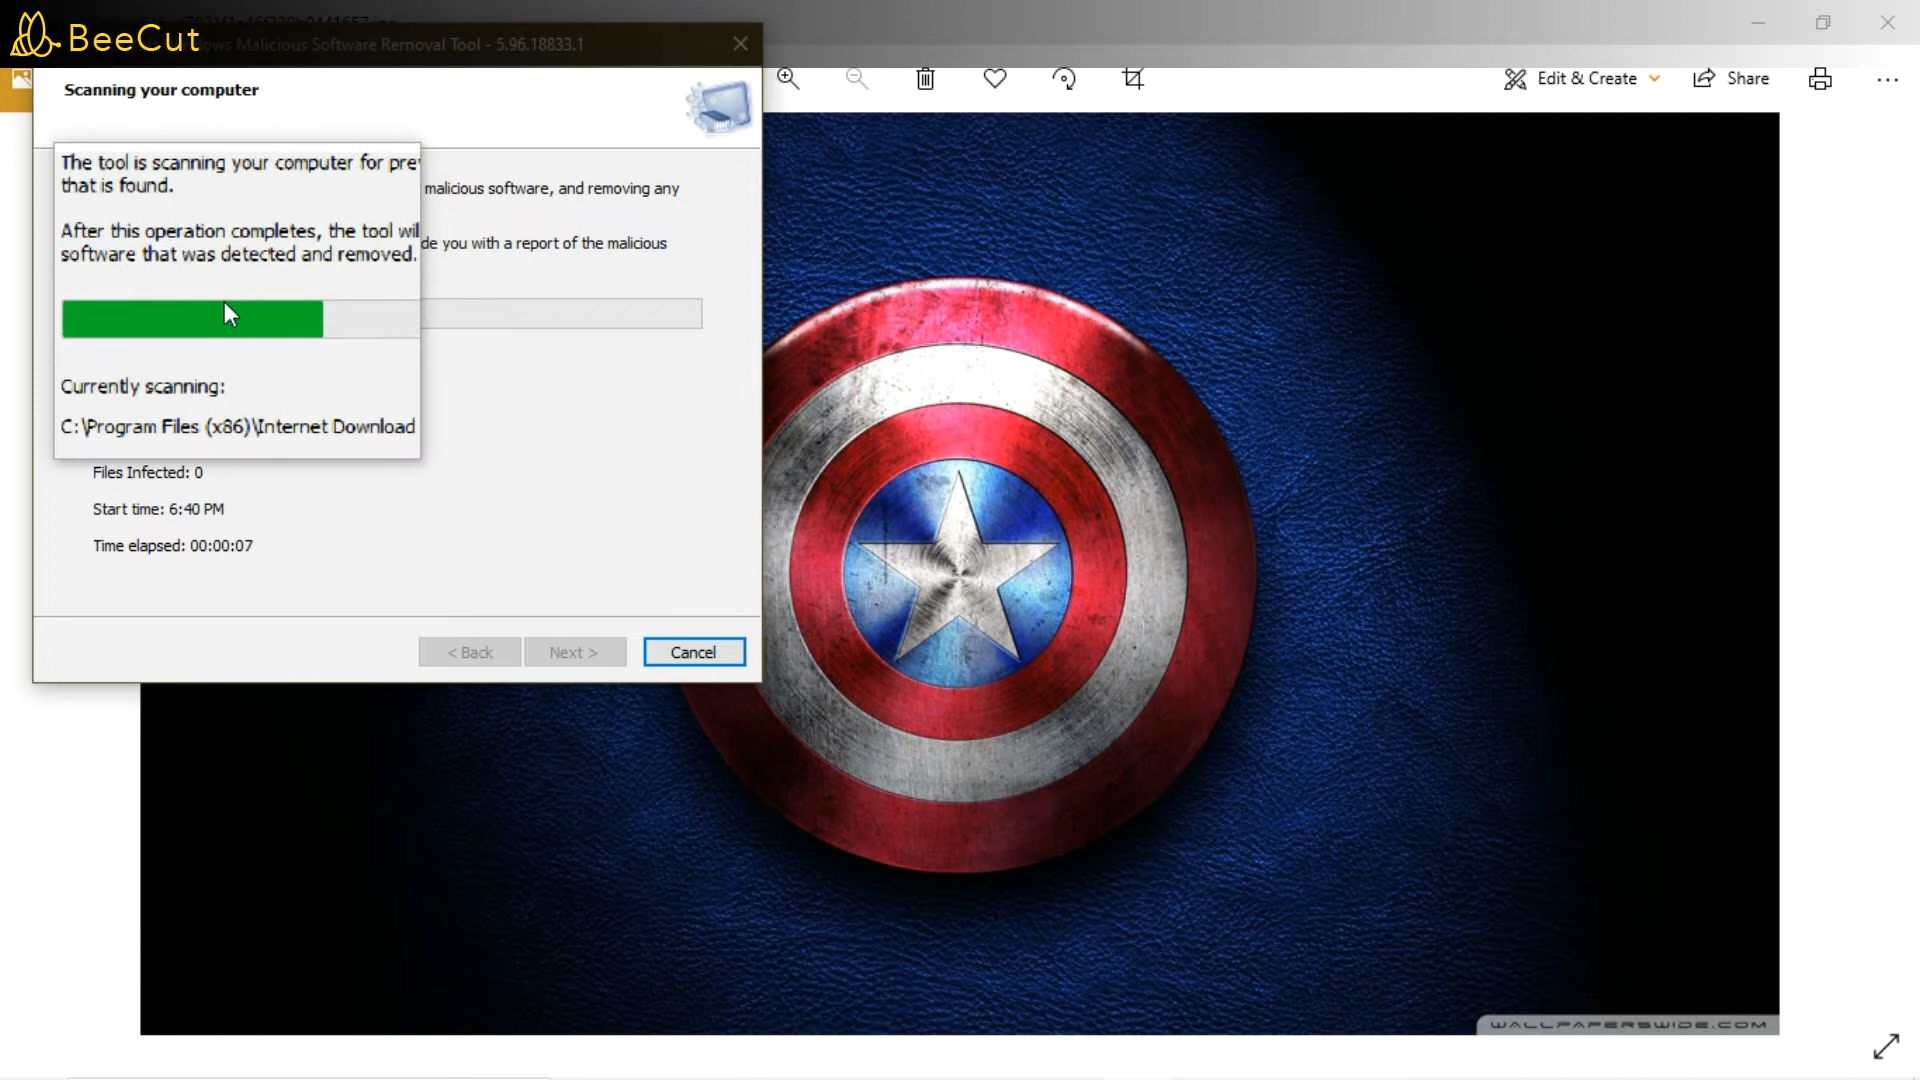 BeeCut
ows Malicious Software Removal Tool - 5.96.18833.1
Edit & Create
Share
Scanning your computer
The tool is scanning your computer for pre
that is found.
malicious software, and removing any
After this operation completes, the tool wil
software that was detected and removed.
de you with a report of the malicious
Currently scanning:
C:\Program Files (x86)\Internet Download
Files Infected: 0
Start time: 6:40 PM
Time elapsed: 00:00:07
< Back
Next >
Cancel
WALLPAPERSWIDE.COM